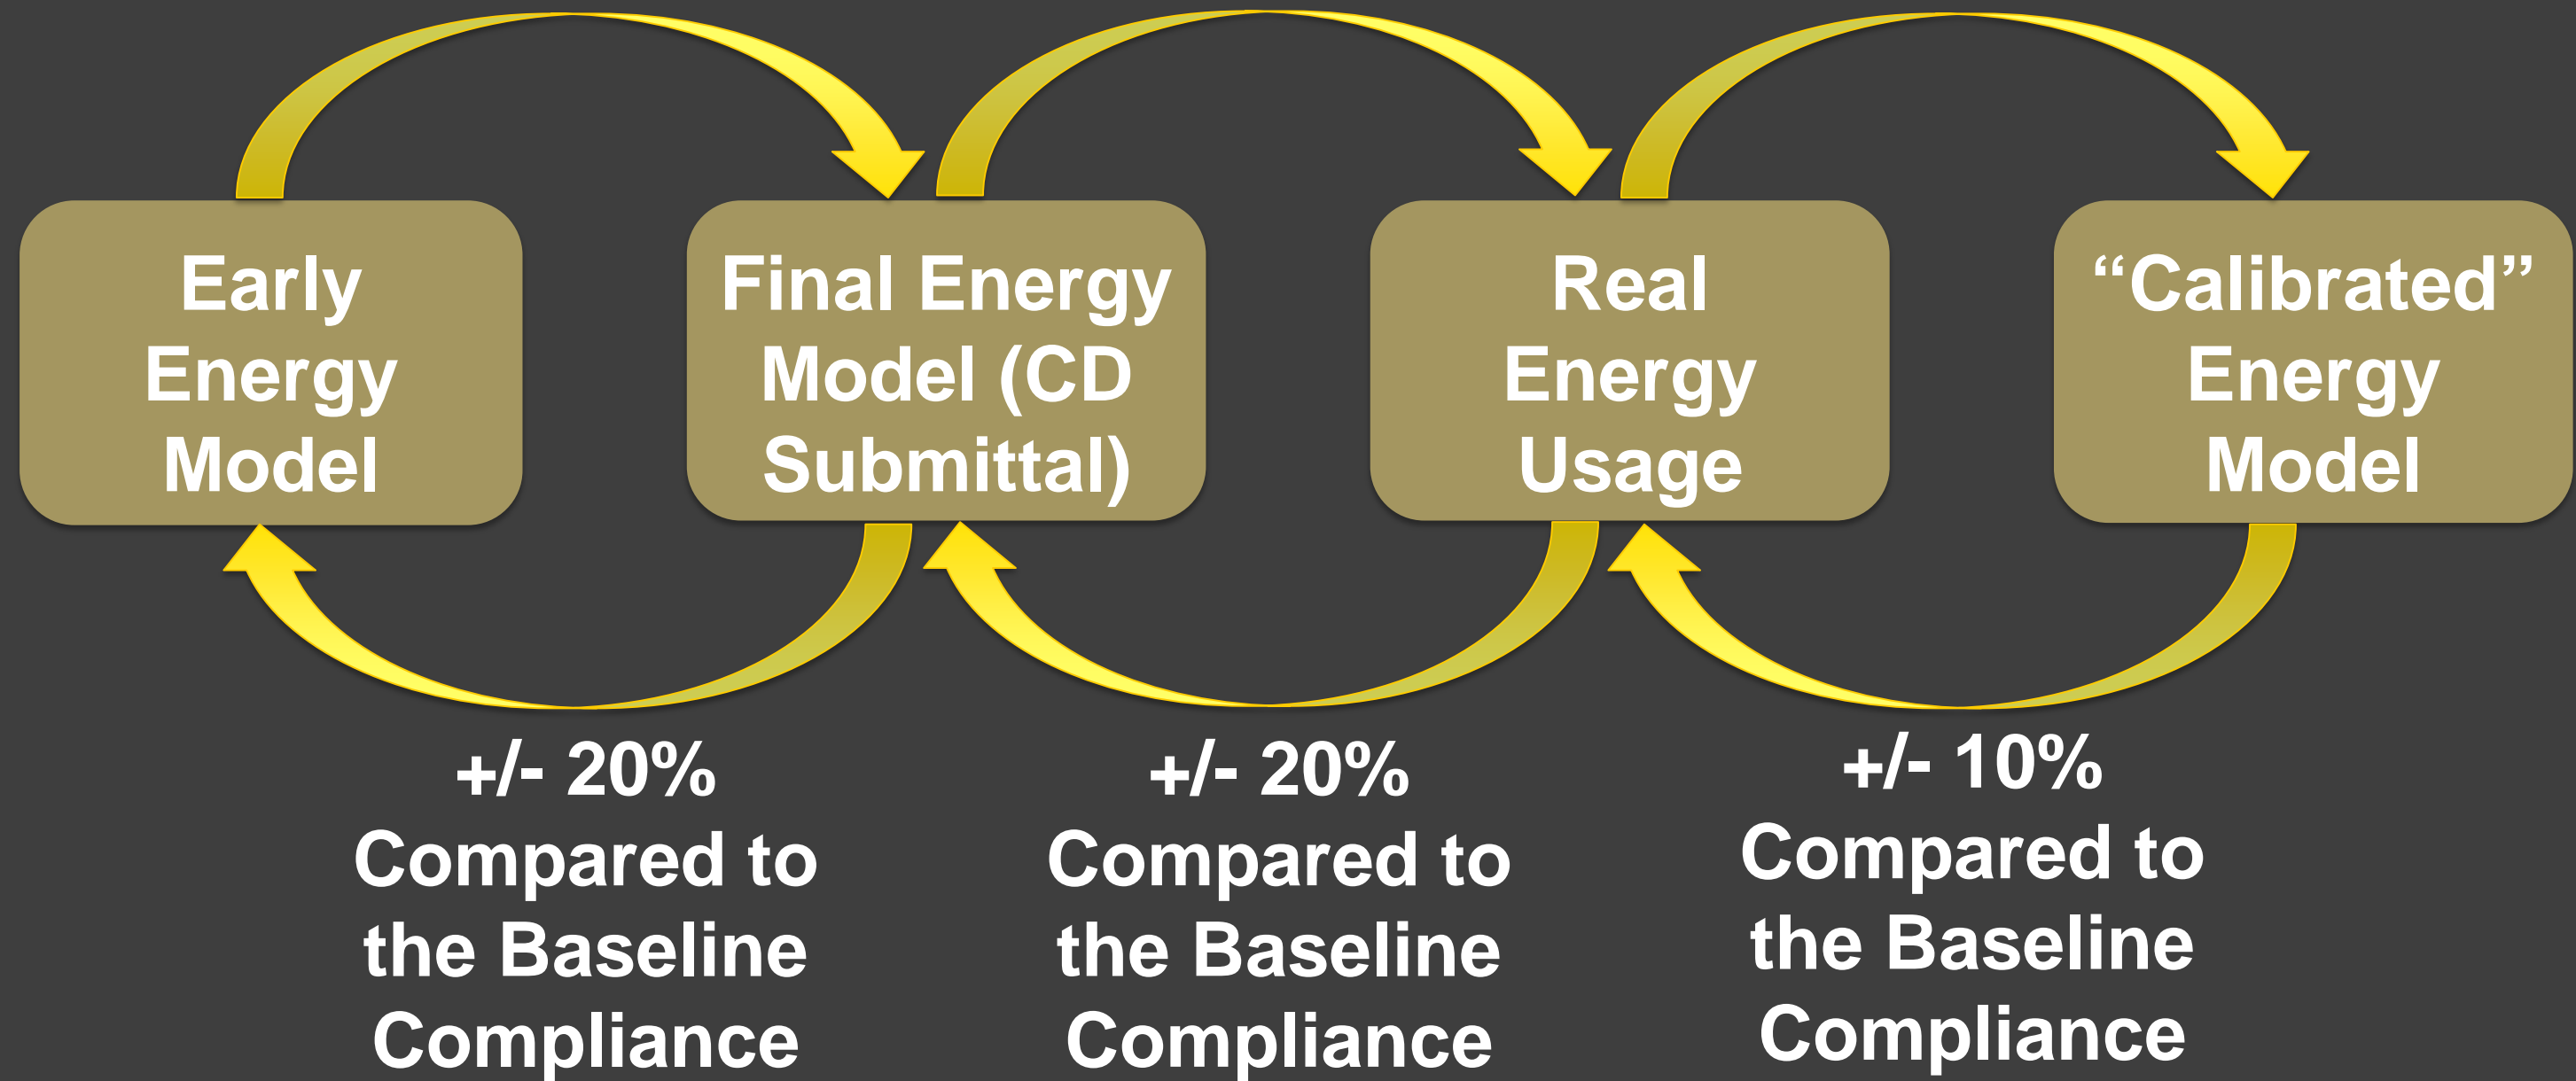 Early
Energy
Model
Final Energy
Model (CD
Submittal)
Real
Energy
Usage
“Calibrated”
Energy
Model
+/- 20%
Compared to
the Baseline
Compliance
+/- 20%
Compared to
the Baseline
Compliance
+/- 10%
Compared to
the Baseline
Compliance